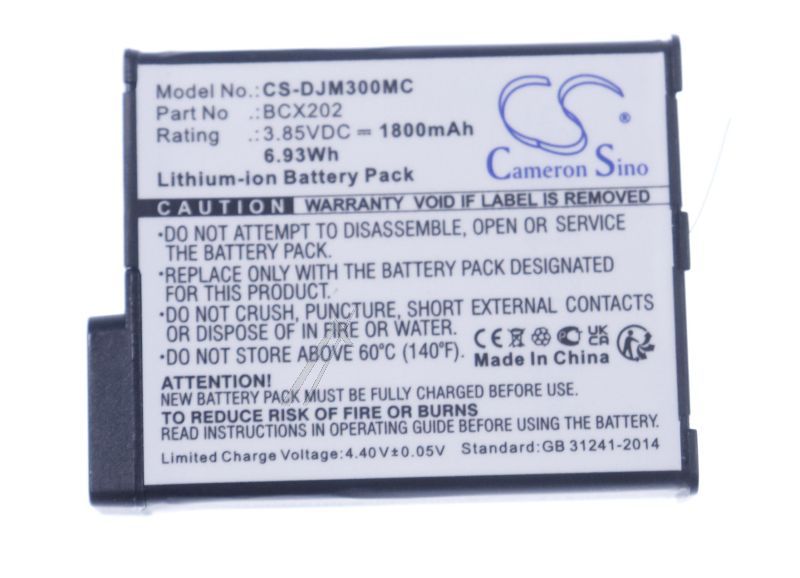 Model No.:CS-DJM300MC
Part No .:BCX202
Rating .:3.85VDC ⎓ 1800mAh
6.93Wh
Lithium-ion Battery Pack
CS
®
Cameron Sino
CAUTION WARRANTY VOID IF LABEL IS REMOVED
•DO NOT ATTEMPT TO DISASSEMBLE, OPEN OR SERVICE
THE BATTERY PACK.
•REPLACE ONLY WITH THE BATTERY PACK DESIGNATED
FOR THIS PRODUCT.
•DO NOT CRUSH, PUNCTURE, SHORT EXTERNAL CONTACTS
OR DISPOSE OF IN FIRE OR WATER.
•DO NOT STORE ABOVE 60°C (140°F).
CE UK CA
Made In China
ATTENTION!
NEW BATTERY PACK MUST BE FULLY CHARGED BEFORE USE.
TO REDUCE RISK OF FIRE OR BURNS
READ INSTRUCTIONS IN OPERATING GUIDE BEFORE USING THE BATTERY.
Limited Charge Voltage:4.40V±0.05V Standard:GB 31241-2014